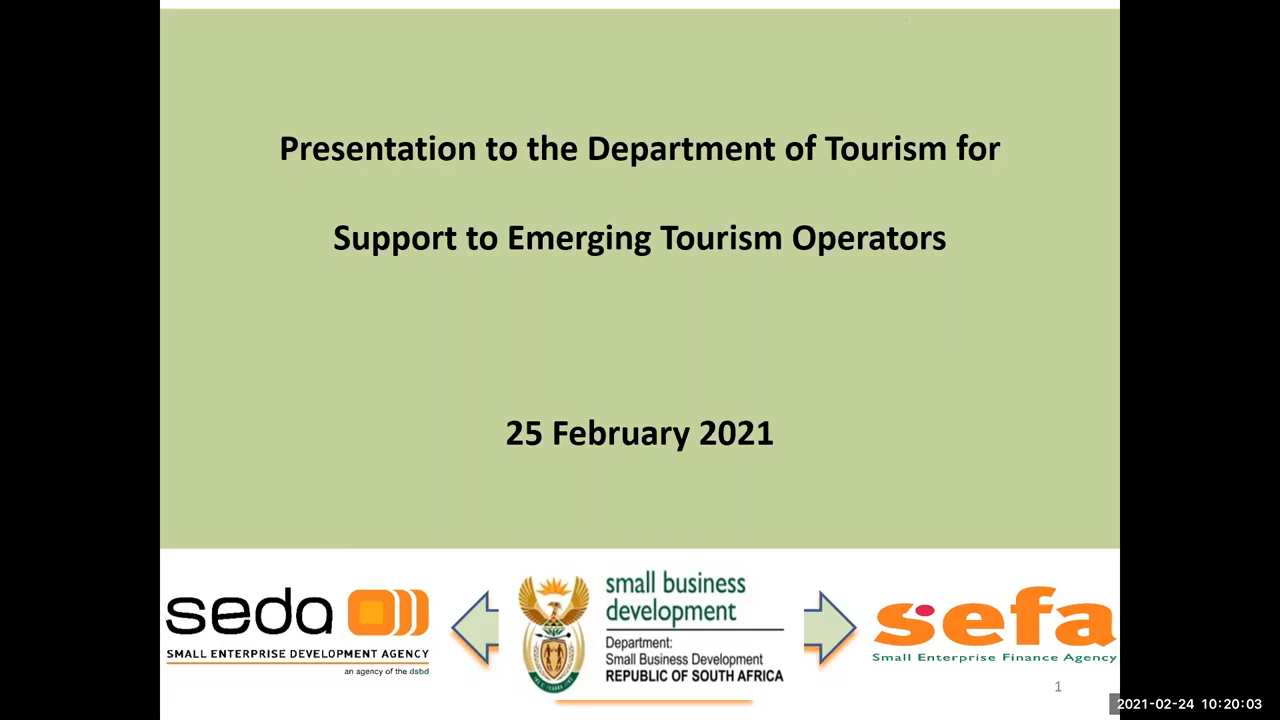 Presentation to the Department of Tourism for
Support to Emerging Tourism Operators
25 February 2021
seda
SMALL ENTERPRISE DEVELOPMENT AGENCY
an agency of the dsbd
small business
development
Department:
Small Business Development
REPUBLIC OF SOUTH AFRICA
sefa
Small Enterprise Finance Agency
1
2021-02-24 10:20:03